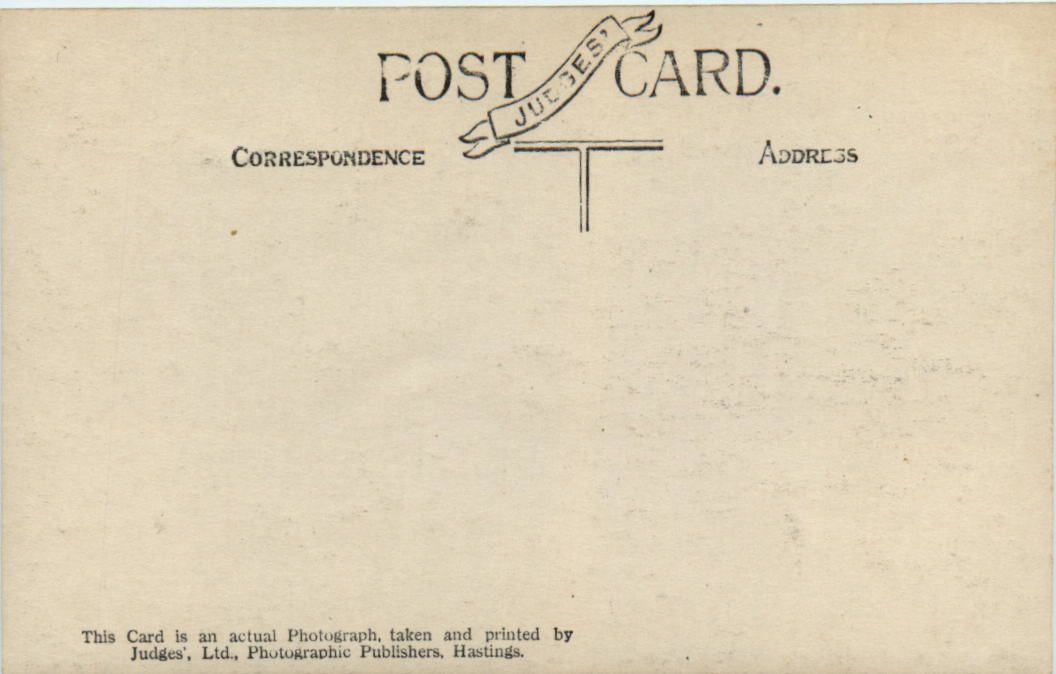 POST JUDGES' CARD.
CORRESPONDENCE ADDRESS
This Card is an actual Photograph, taken and printed by
Judges', Ltd., Photographic Publishers, Hastings.